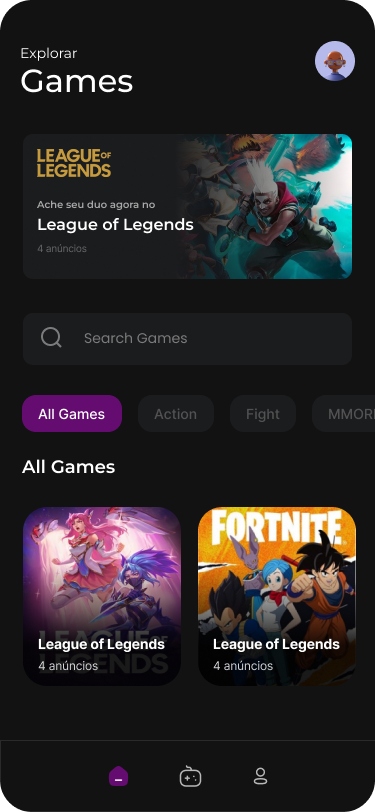 Explorar
Games
LEAGUE OF
LEGENDS
Ache seu duo agora no
League of Legends
4 anúncios
Search Games
All Games
Action
Fight
MMOR
All Games
FORTNITE
LEAGUE OF
League of Legends
LEGENDS
4 anúncios
League of Legends
4 anúncios